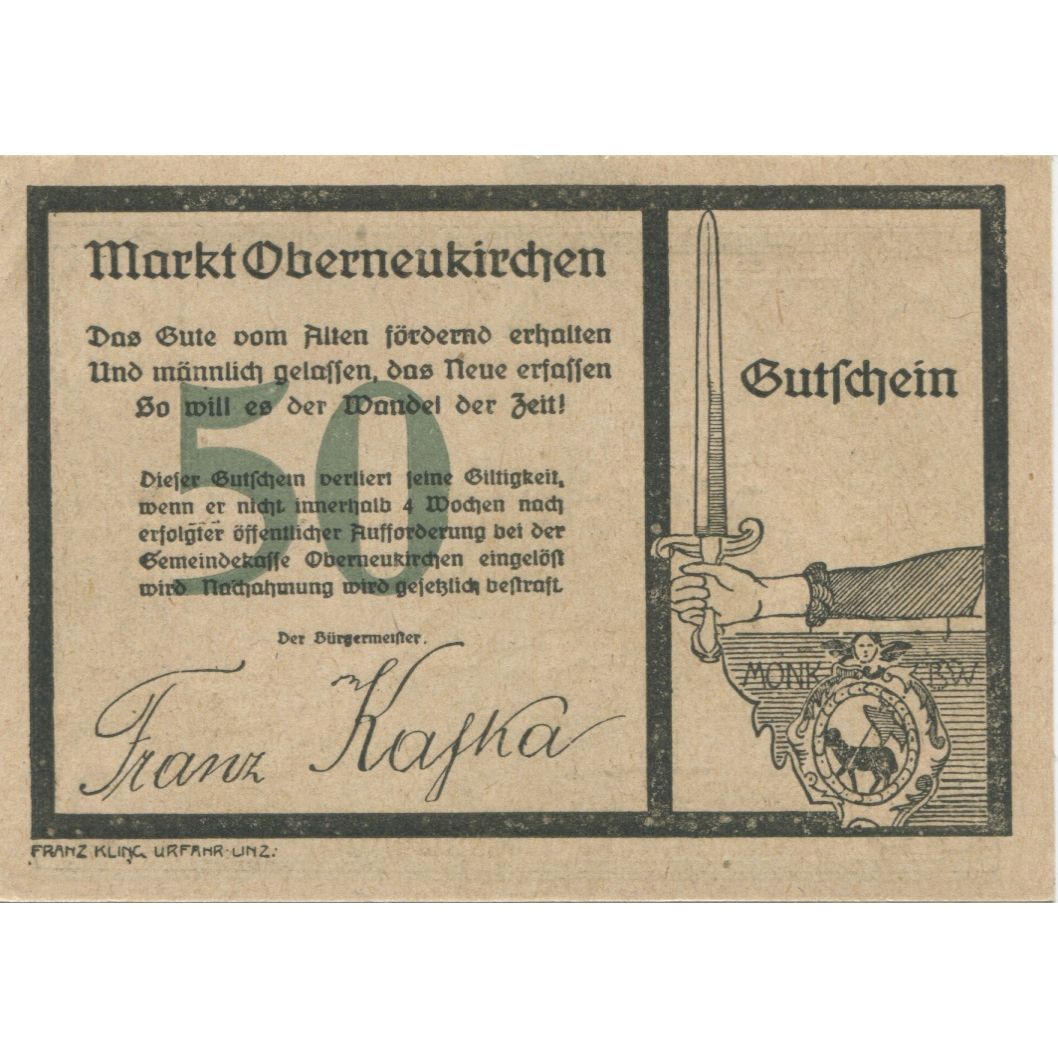 Markt Oberneukirchen
Das Gute vom Alten fördernd erhalten
Und männlich gelassen, das Neue erfassen
So will es der Wandel der Zeit!
50
Dieser Gutschein verliert seine Giltigkeit,
wenn er nicht innerhalb 4 Wochen nach
erfolgter öffentlicher Aufforderung bei der
Gemeindekasse Oberneukirchen eingelöst
wird Nachahmung wird gesetzlich bestraft.
Der Bürgermeister.
Franz Kafka
FRANZ KLING URFAHR-LINZ.
Gutschein
MÖNK
BSW